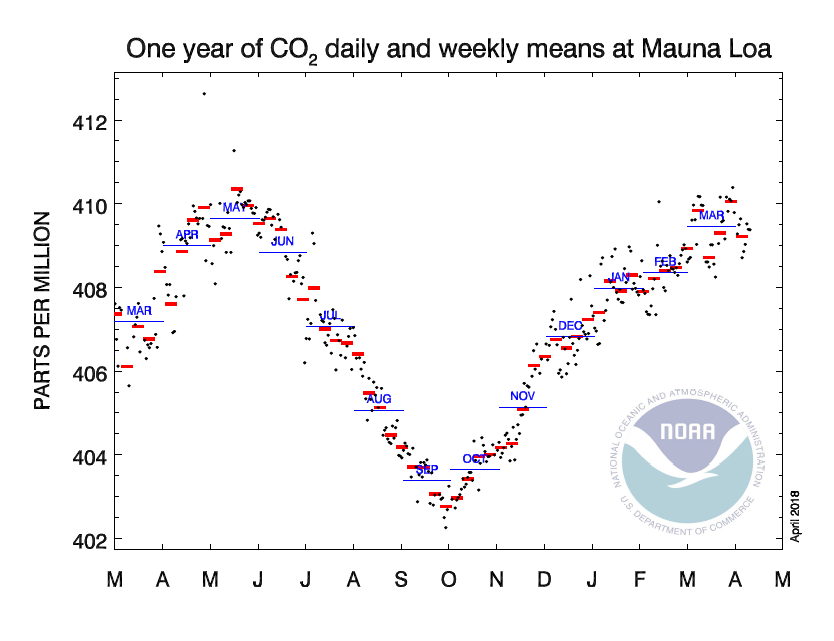 One year of CO₂ daily and weekly means at Mauna Loa
PARTS PER MILLION
412
410
408
406
404
402
MAR
APR
MAY
JUN
JUL
AUG
SEP
OCT
NOV
DEC
JAN
FEB
MAR
M A M J J A S O N D J F M A M
NATIONAL OCEANIC AND ATMOSPHERIC ADMINISTRATION
NOAA
U.S. DEPARTMENT OF COMMERCE
April 2018